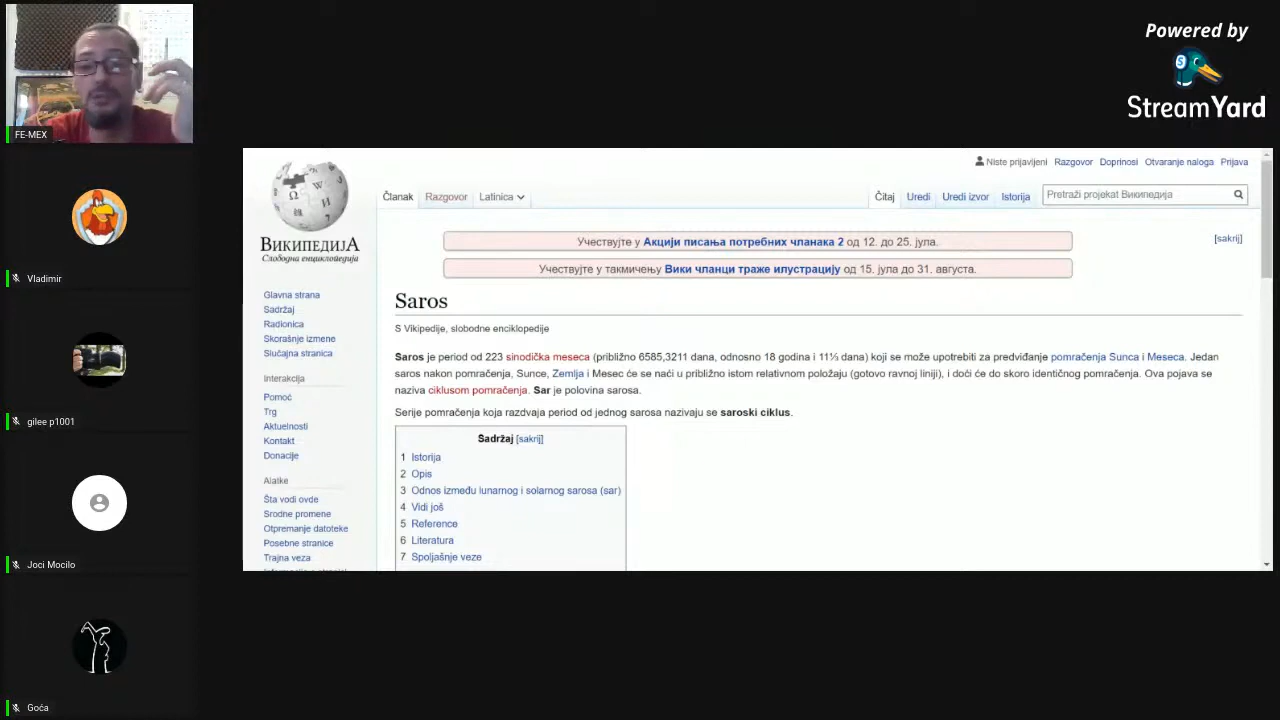 Powered by
StreamYard
FE-MEX
Vladimir
gilee p1001
Joci Mocilo
Goća
ВИКИПЕДИЈА
Слободна енциклопедија
Niste prijavljeni Razgovor Doprinosi Otvaranje naloga Prijava
Članak Razgovor Latinica Čitaj Uredi Uredi izvor Istorija Pretraži projekat Википедија
Учествујте у Акцији писања потребних чланака 2 од 12. до 25. јула.
[sakrij]
Учествујте у такмичењу Вики чланци траже илустрацију од 15. јула до 31. августа.
Saros
S Vikipedije, slobodne enciklopedije
Saros je period od 223 sinodička meseca (približno 6585,3211 dana, odnosno 18 godina i 11⅓ dana) koji se može upotrebiti za predviđanje pomračenja Sunca i Meseca. Jedan
saros nakon pomračenja, Sunce, Zemlja i Mesec će se naći u približno istom relativnom položaju (gotovo ravnoj liniji), i doći će do skoro identičnog pomračenja. Ova pojava se
naziva ciklusom pomračenja. Sar je polovina sarosa.
Serije pomračenja koja razdvaja period od jednog sarosa nazivaju se saroski ciklus.
Sadržaj [sakrij]
1 Istorija
2 Opis
3 Odnos između lunarnog i solarnog sarosa (sar)
4 Vidi još
5 Reference
6 Literatura
7 Spoljašnje veze
Glavna strana
Sadržaj
Radionica
Skorašnje izmene
Slučajna stranica
Interakcija
Pomoć
Trg
Aktuelnosti
Kontakt
Donacije
Alatke
Šta vodi ovde
Srodne promene
Otpremanje datoteke
Posebne stranice
Trajna veza